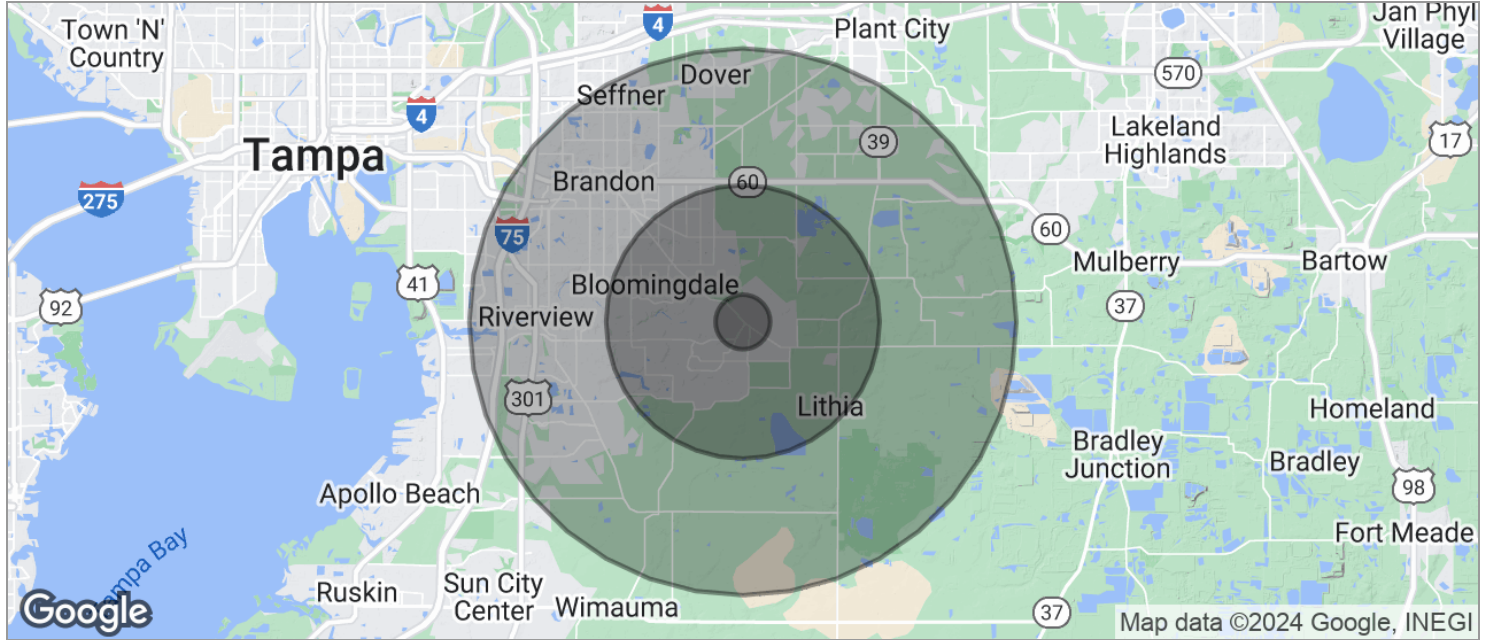 Town 'N'
Country
4
Plant City
Jan Phyl
Village
Dover
570
Seffner
4
39
Lakeland
Highlands
17
Tampa
Brandon
60
275
75
60
Mulberry
Bartow
41
Bloomingdale
92
Riverview
37
301
Lithia
Homeland
Bradley
Junction
Bradley
98
Apollo Beach
Fort Meade
Tampa Bay
Ruskin
Sun City
Center
Wimauma
37
Google
Map data ©2024 Google, INEGI